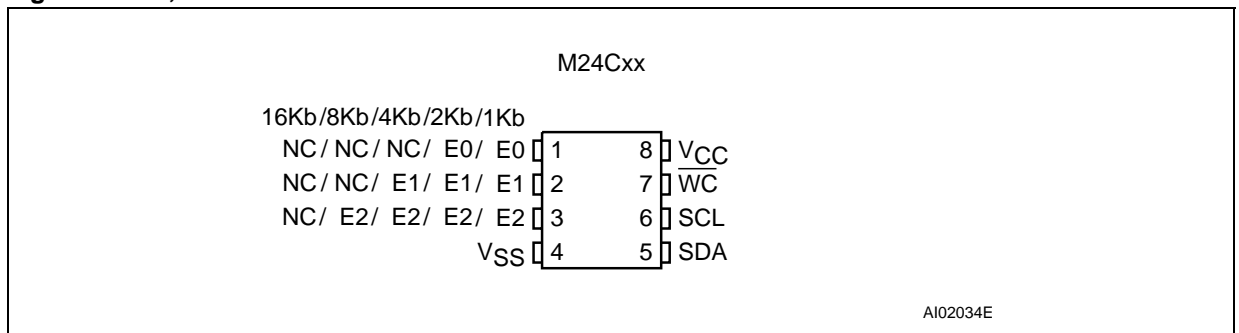 M24Cxx
16Kb/8Kb/4Kb/2Kb/1Kb
NC/ NC/ NC/ E0/ E0 1 8 VCC
NC/ NC/ E1/ E1/ E1 2 7 WC
NC/ E2/ E2/ E2/ E2 3 6 SCL
VSS 4 5 SDA
AI02034E